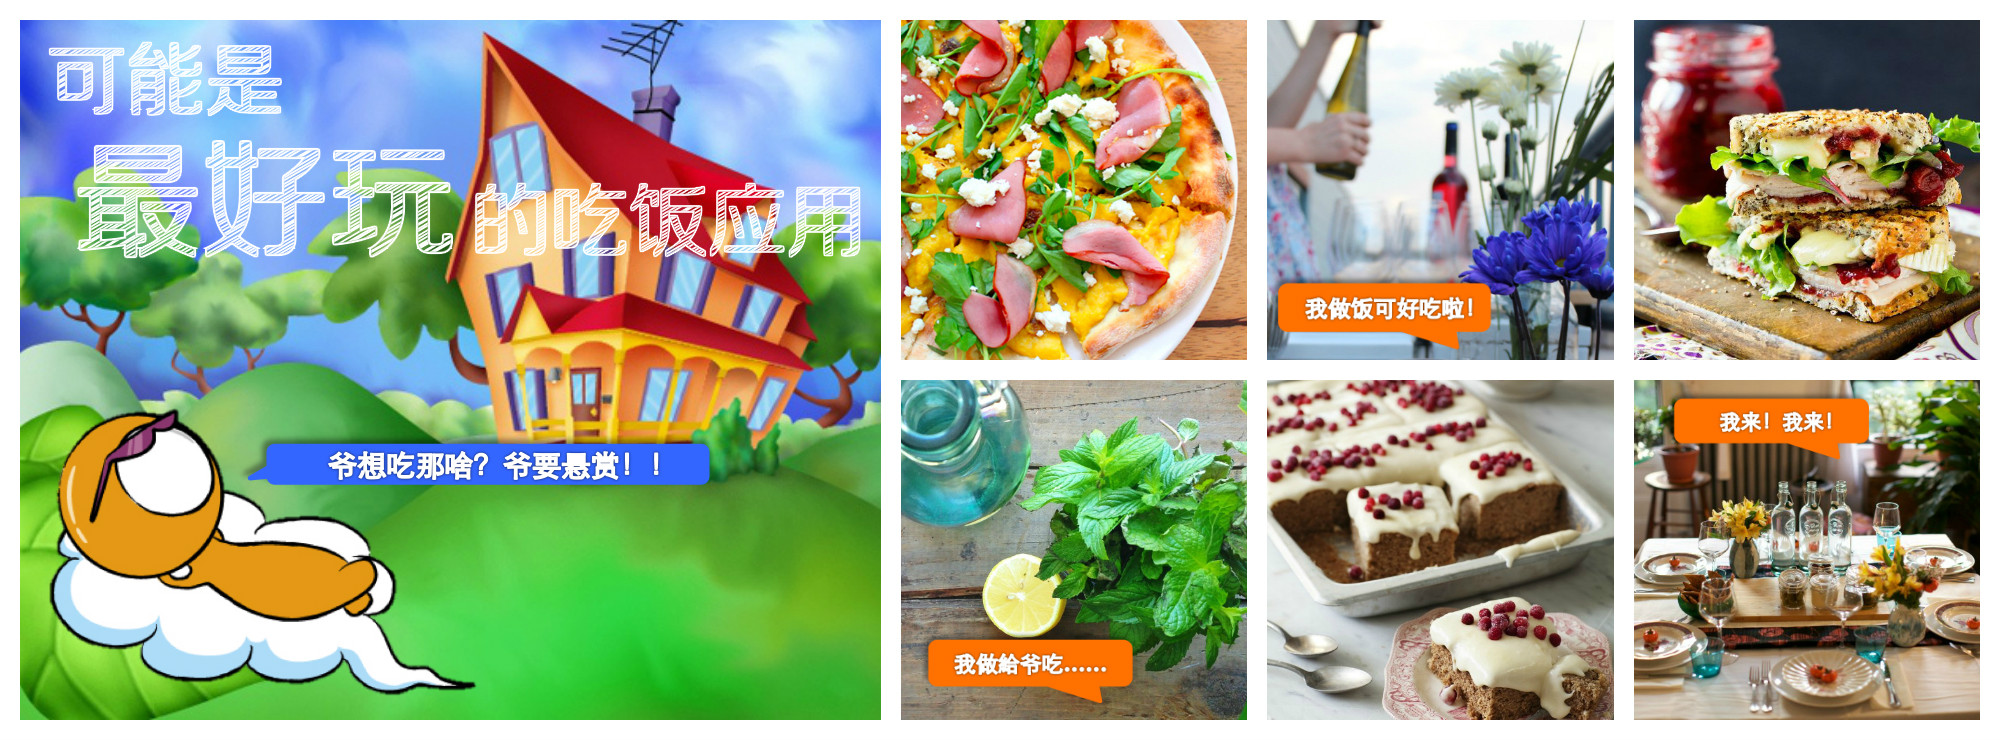 可能是
最好玩的吃饭应用
爷想吃那啥？爷要悬赏！！
我做饭可好吃啦！
我做給爷吃……
我来！我来！